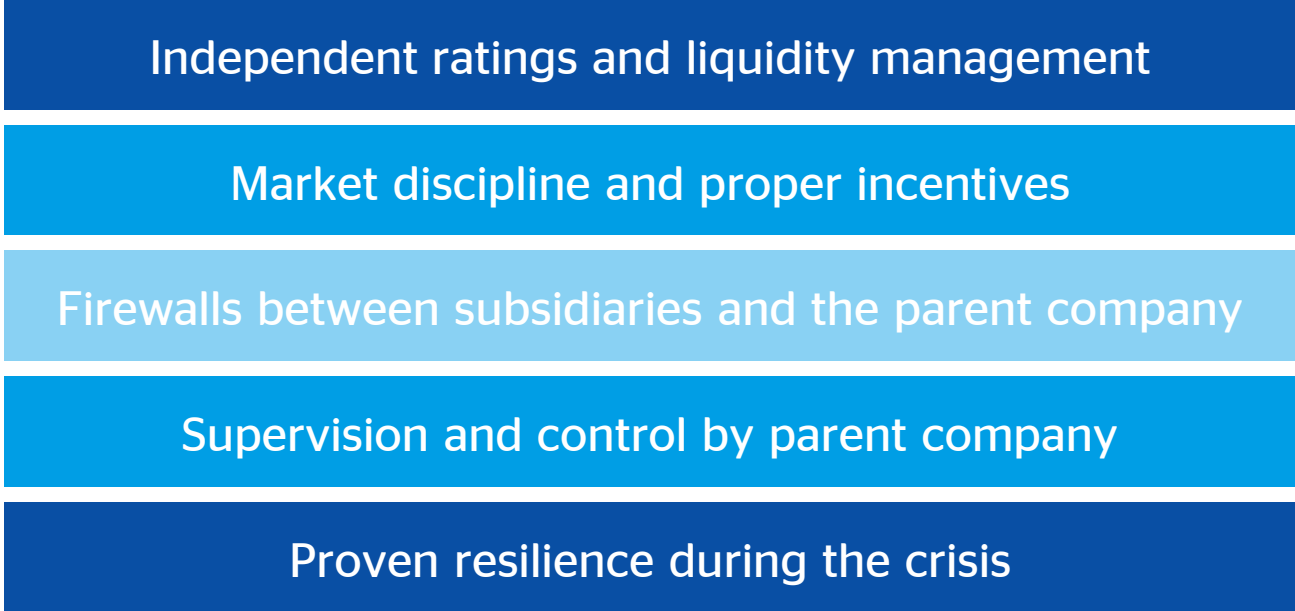 Independent ratings and liquidity management
Market discipline and proper incentives
Firewalls between subsidiaries and the parent company
Supervision and control by parent company
Proven resilience during the crisis